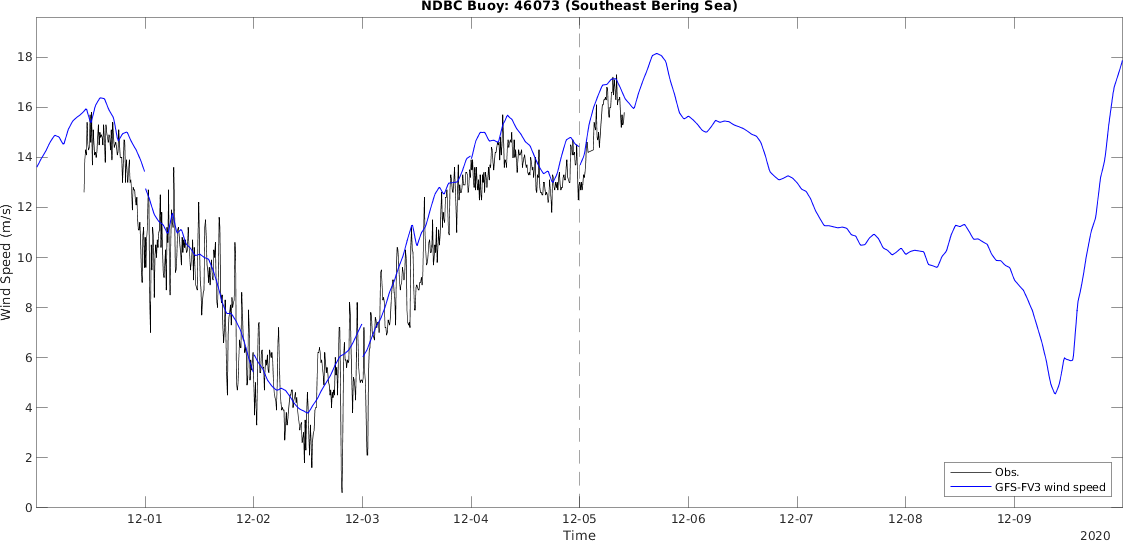 NDBC Buoy: 46073 (Southeast Bering Sea)
18
16
14
12
10
8
6
4
2
0
Wind Speed (m/s)
Obs.
GFS-FV3 wind speed
12-01 12-02 12-03 12-04 12-05 12-06 12-07 12-08 12-09
Time
2020